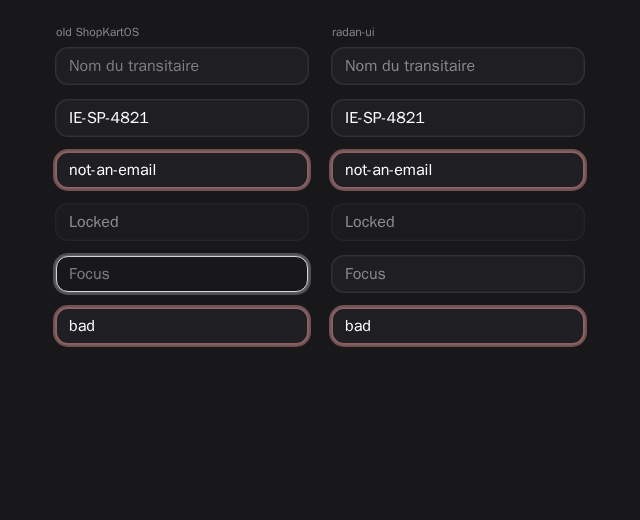 old ShopKartOS radan-ui
Nom du transitaire Nom du transitaire
IE-SP-4821 IE-SP-4821
not-an-email not-an-email
Locked Locked
Focus Focus
bad bad